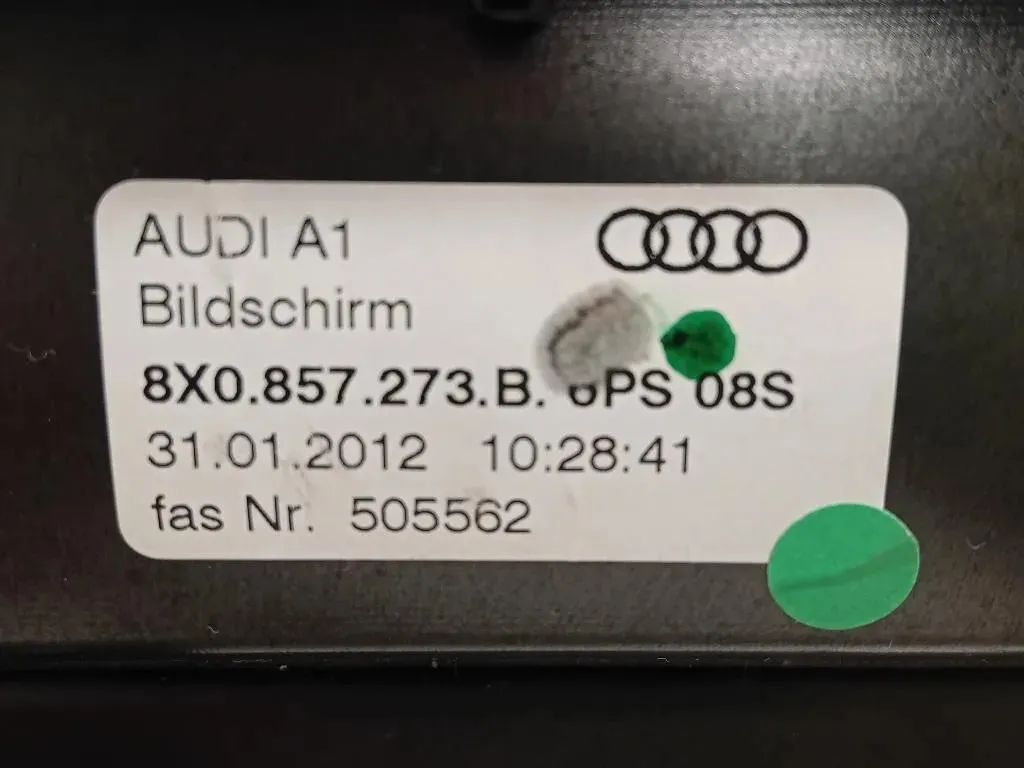 AUDI A1
Bildschirm
8X0.857.273.B. 6PS 08S
31.01.2012 10:28:41
fas Nr. 505562